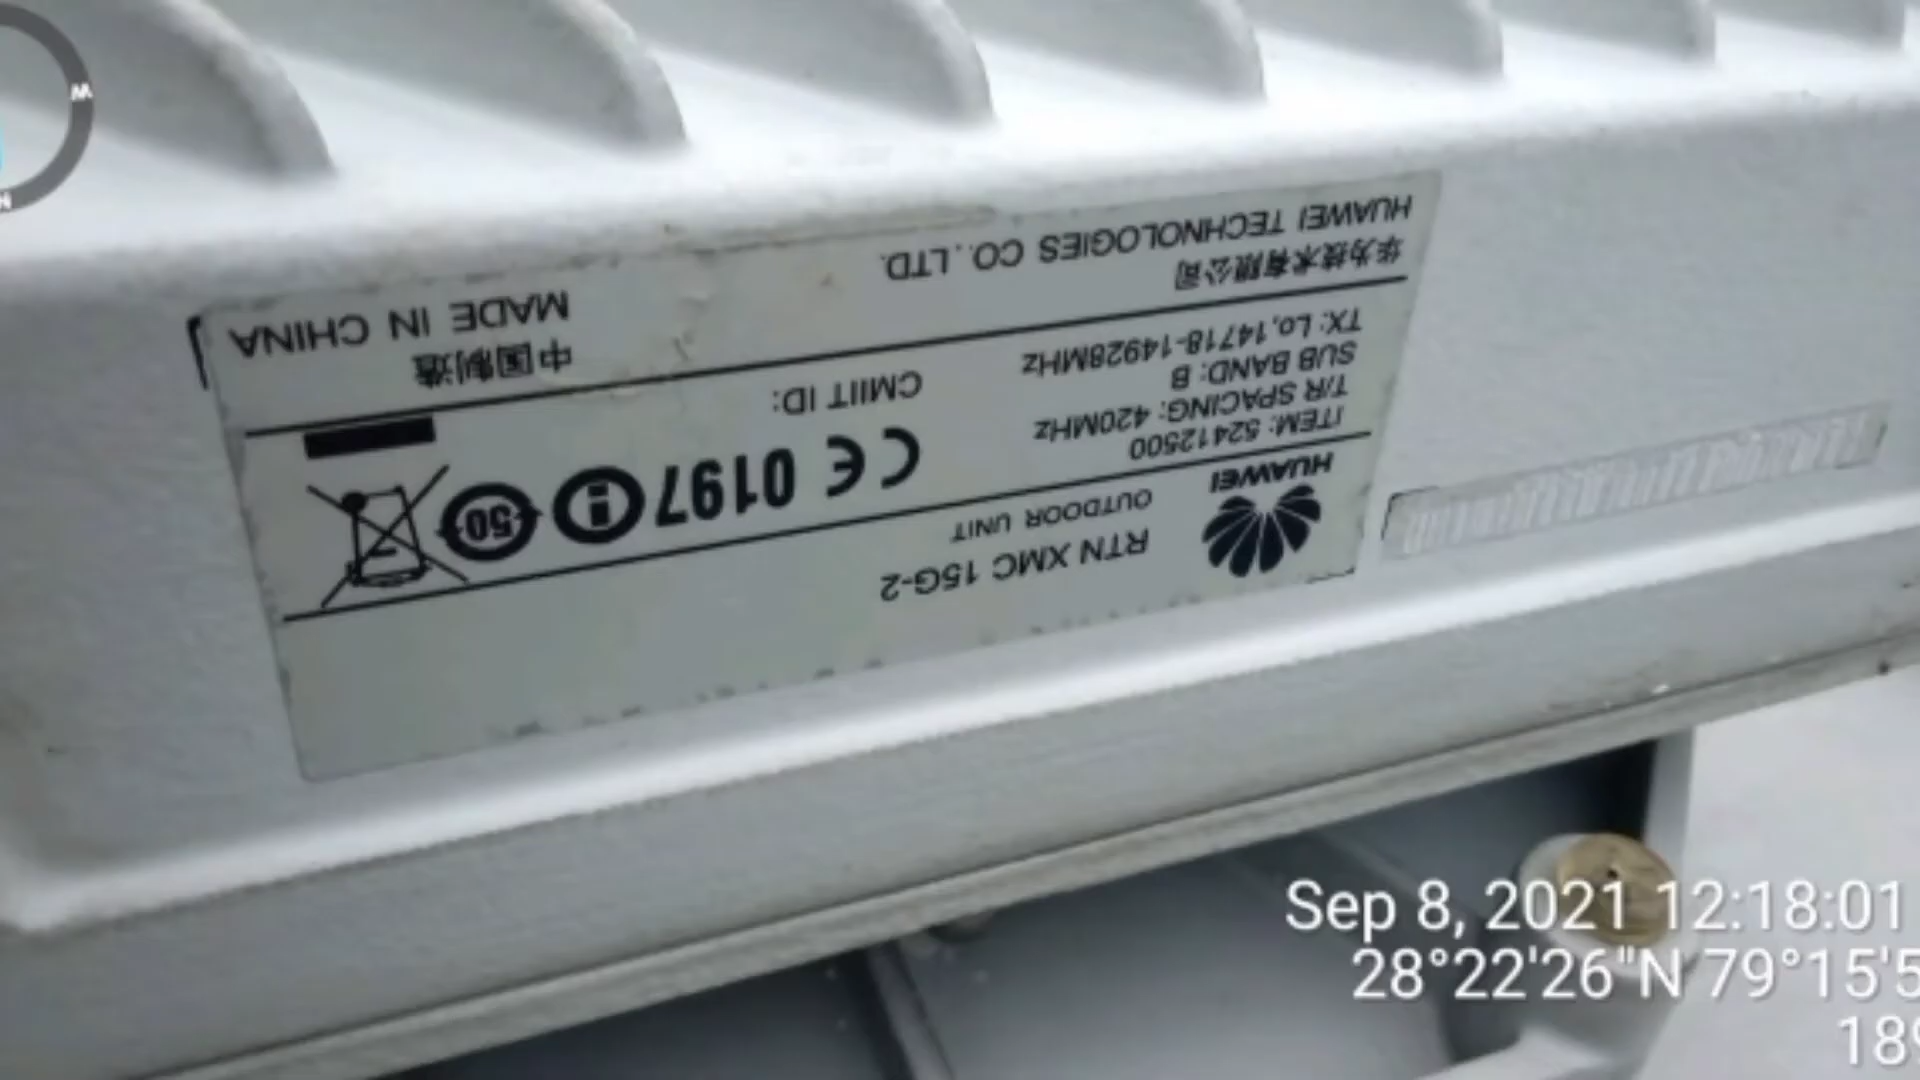 RTN XMC 15G-2
OUTDOOR UNIT
HUAWEI
ITEM: 52412500
T/R SPACING: 420MHz
SUB BAND: B
TX: Lo,14718-14928MHz
CE 0197
50
CMIIT ID:
华为技术有限公司
HUAWEI TECHNOLOGIES CO., LTD.
中国制造
MADE IN CHINA
W
N
Sep 8, 2021 12:18:01
28°22'26"N 79°15'5
189